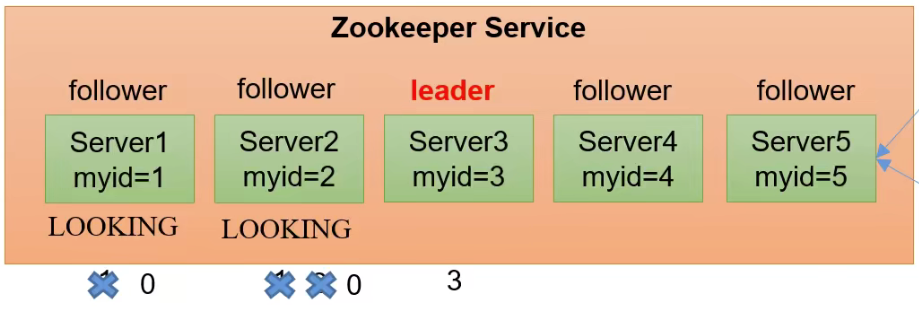 Zookeeper Service
follower follower leader follower follower
Server1 Server2 Server3 Server4 Server5
myid=1 myid=2 myid=3 myid=4 myid=5
LOOKING LOOKING
0 0 3